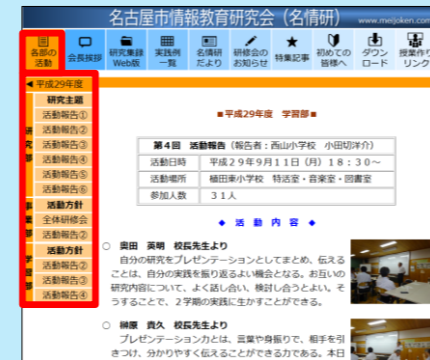 名古屋市情報教育研究会（名情研）
www.meijoken.com
各部の活動
会長挨拶
研究集録Web版
実践例一覧
名情研だより
研修会のお知らせ
特集記事
初めての皆様へ
ダウンロード
授業作りリンク
◀平成29年度
研究主題
活動報告①
活動報告②
活動報告③
活動報告④
活動報告⑤
活動報告⑥
活動方針
全体研修会
活動報告②
活動方針
活動報告②
活動報告③
活動報告④
■平成29年度　学習部■
第４回　活動報告（報告者：西山小学校　小田切洋介）
活動日時　平成２９年９月１１日（月）１８：３０～
活動場所　植田東小学校　特活室・音楽室・図書室
参加人数　３１人
◆ 活 動 内 容 ◆
○　奥田　英明　校長先生より
自分の研究をプレゼンテーションとしてまとめ、伝える
ことは、自分の実践を振り返るよい機会となる。お互いの
研究内容について、よく話し合い、検討し合うとよい。そ
うすることで、２学期の実践に生かすことができる。
○　榊原　貴久　校長先生より
プレゼンテーション力とは、言葉や身振りで、相手を引
きつけ、分かりやすく伝えることができる力である。本日